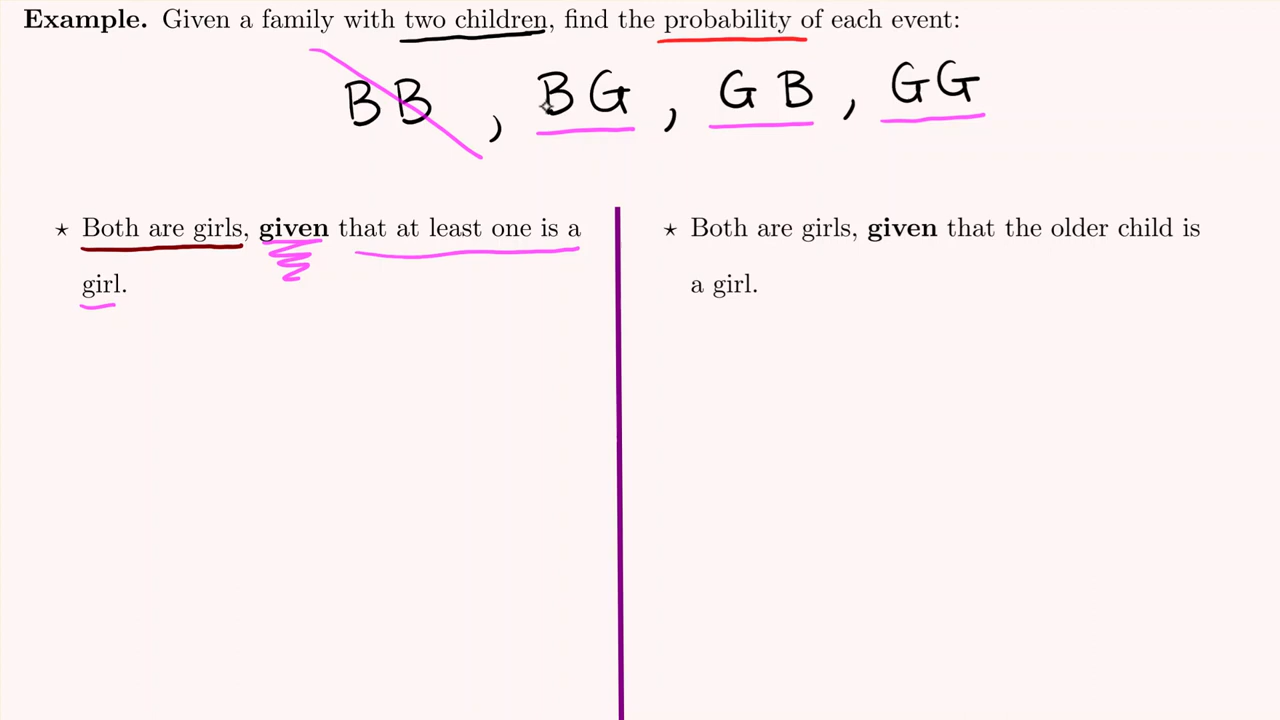 Example. Given a family with two children, find the probability of each event:
BB , BG , GB , GG
⋆ Both are girls, given that at least one is a
girl.
⋆ Both are girls, given that the older child is
a girl.